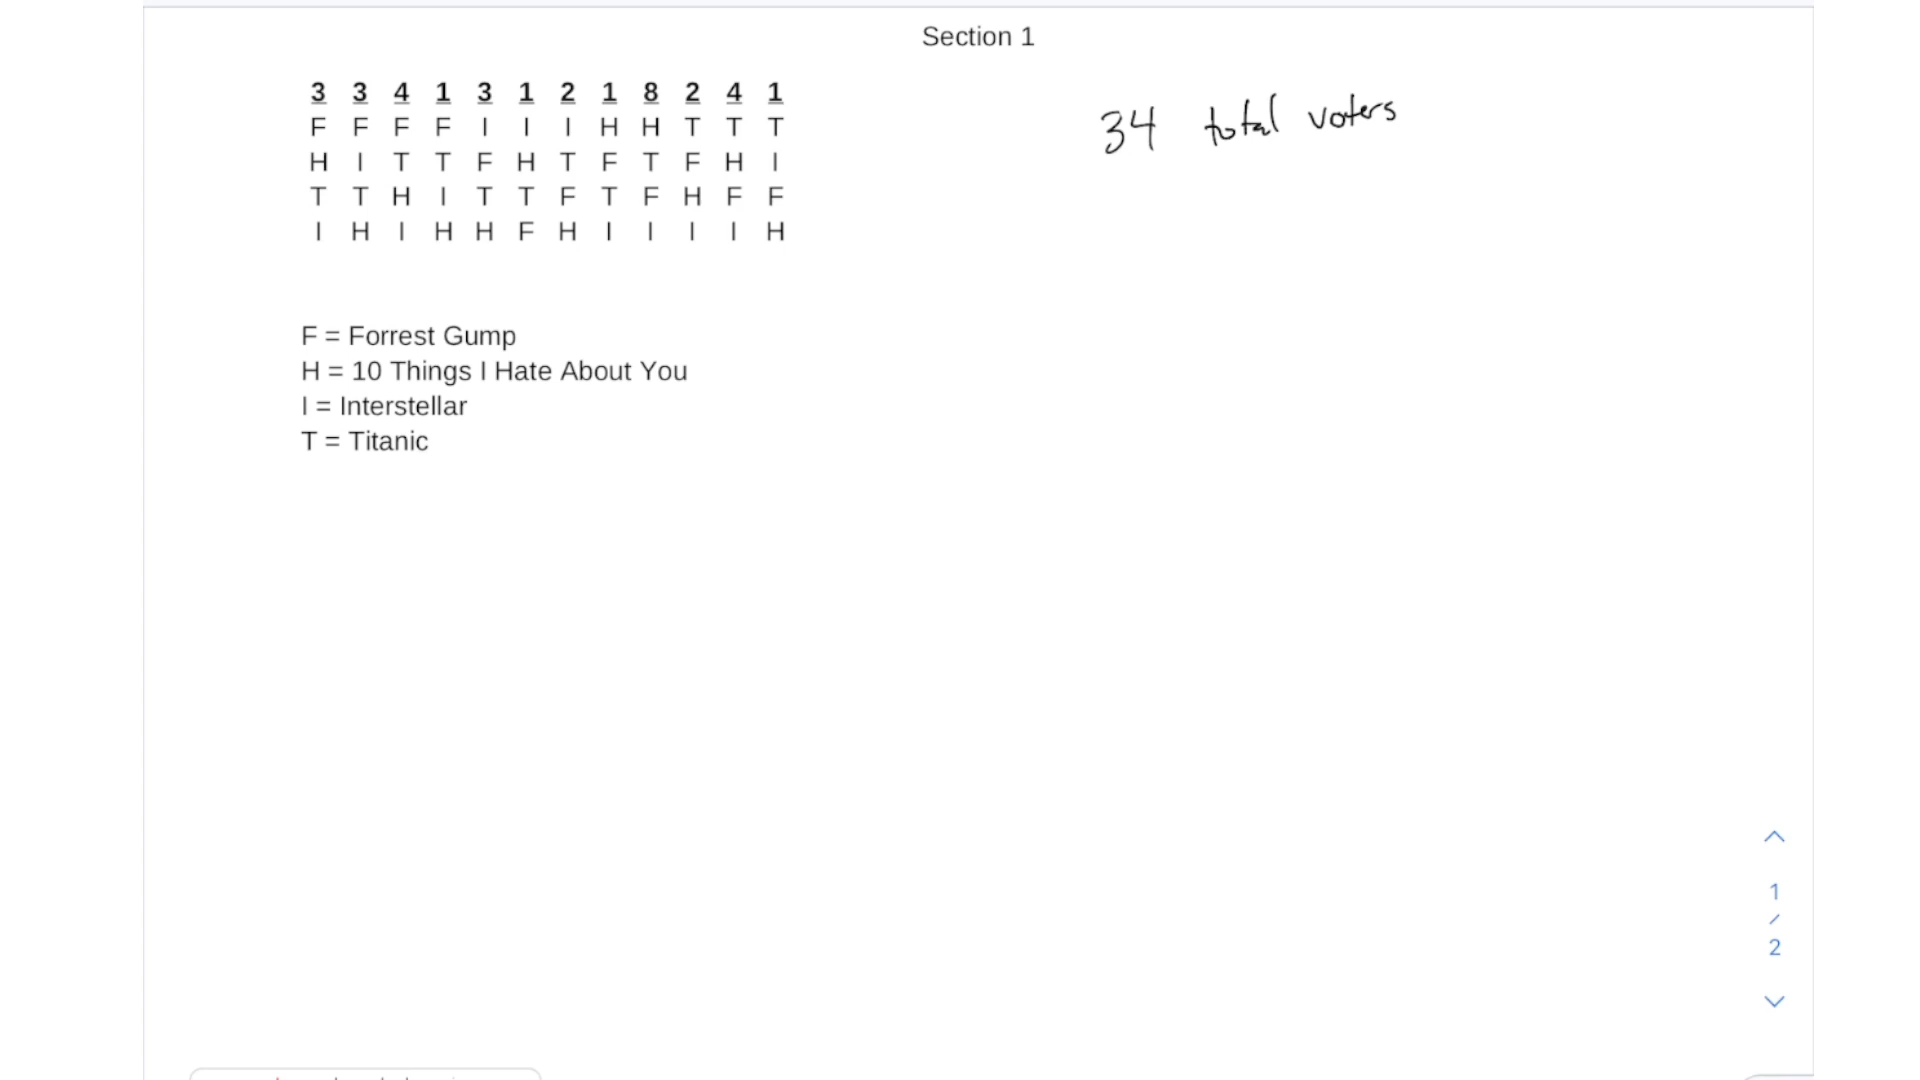 Section 1
3 3 4 1 3 1 2 1 8 2 4 1
F F F F I I I H H T T T
H I T T F H T F T F H I
T T H I T T F T F H F F
I H I H H F H I I I I H
34 total voters
F = Forrest Gump
H = 10 Things I Hate About You
I = Interstellar
T = Titanic
1
/
2